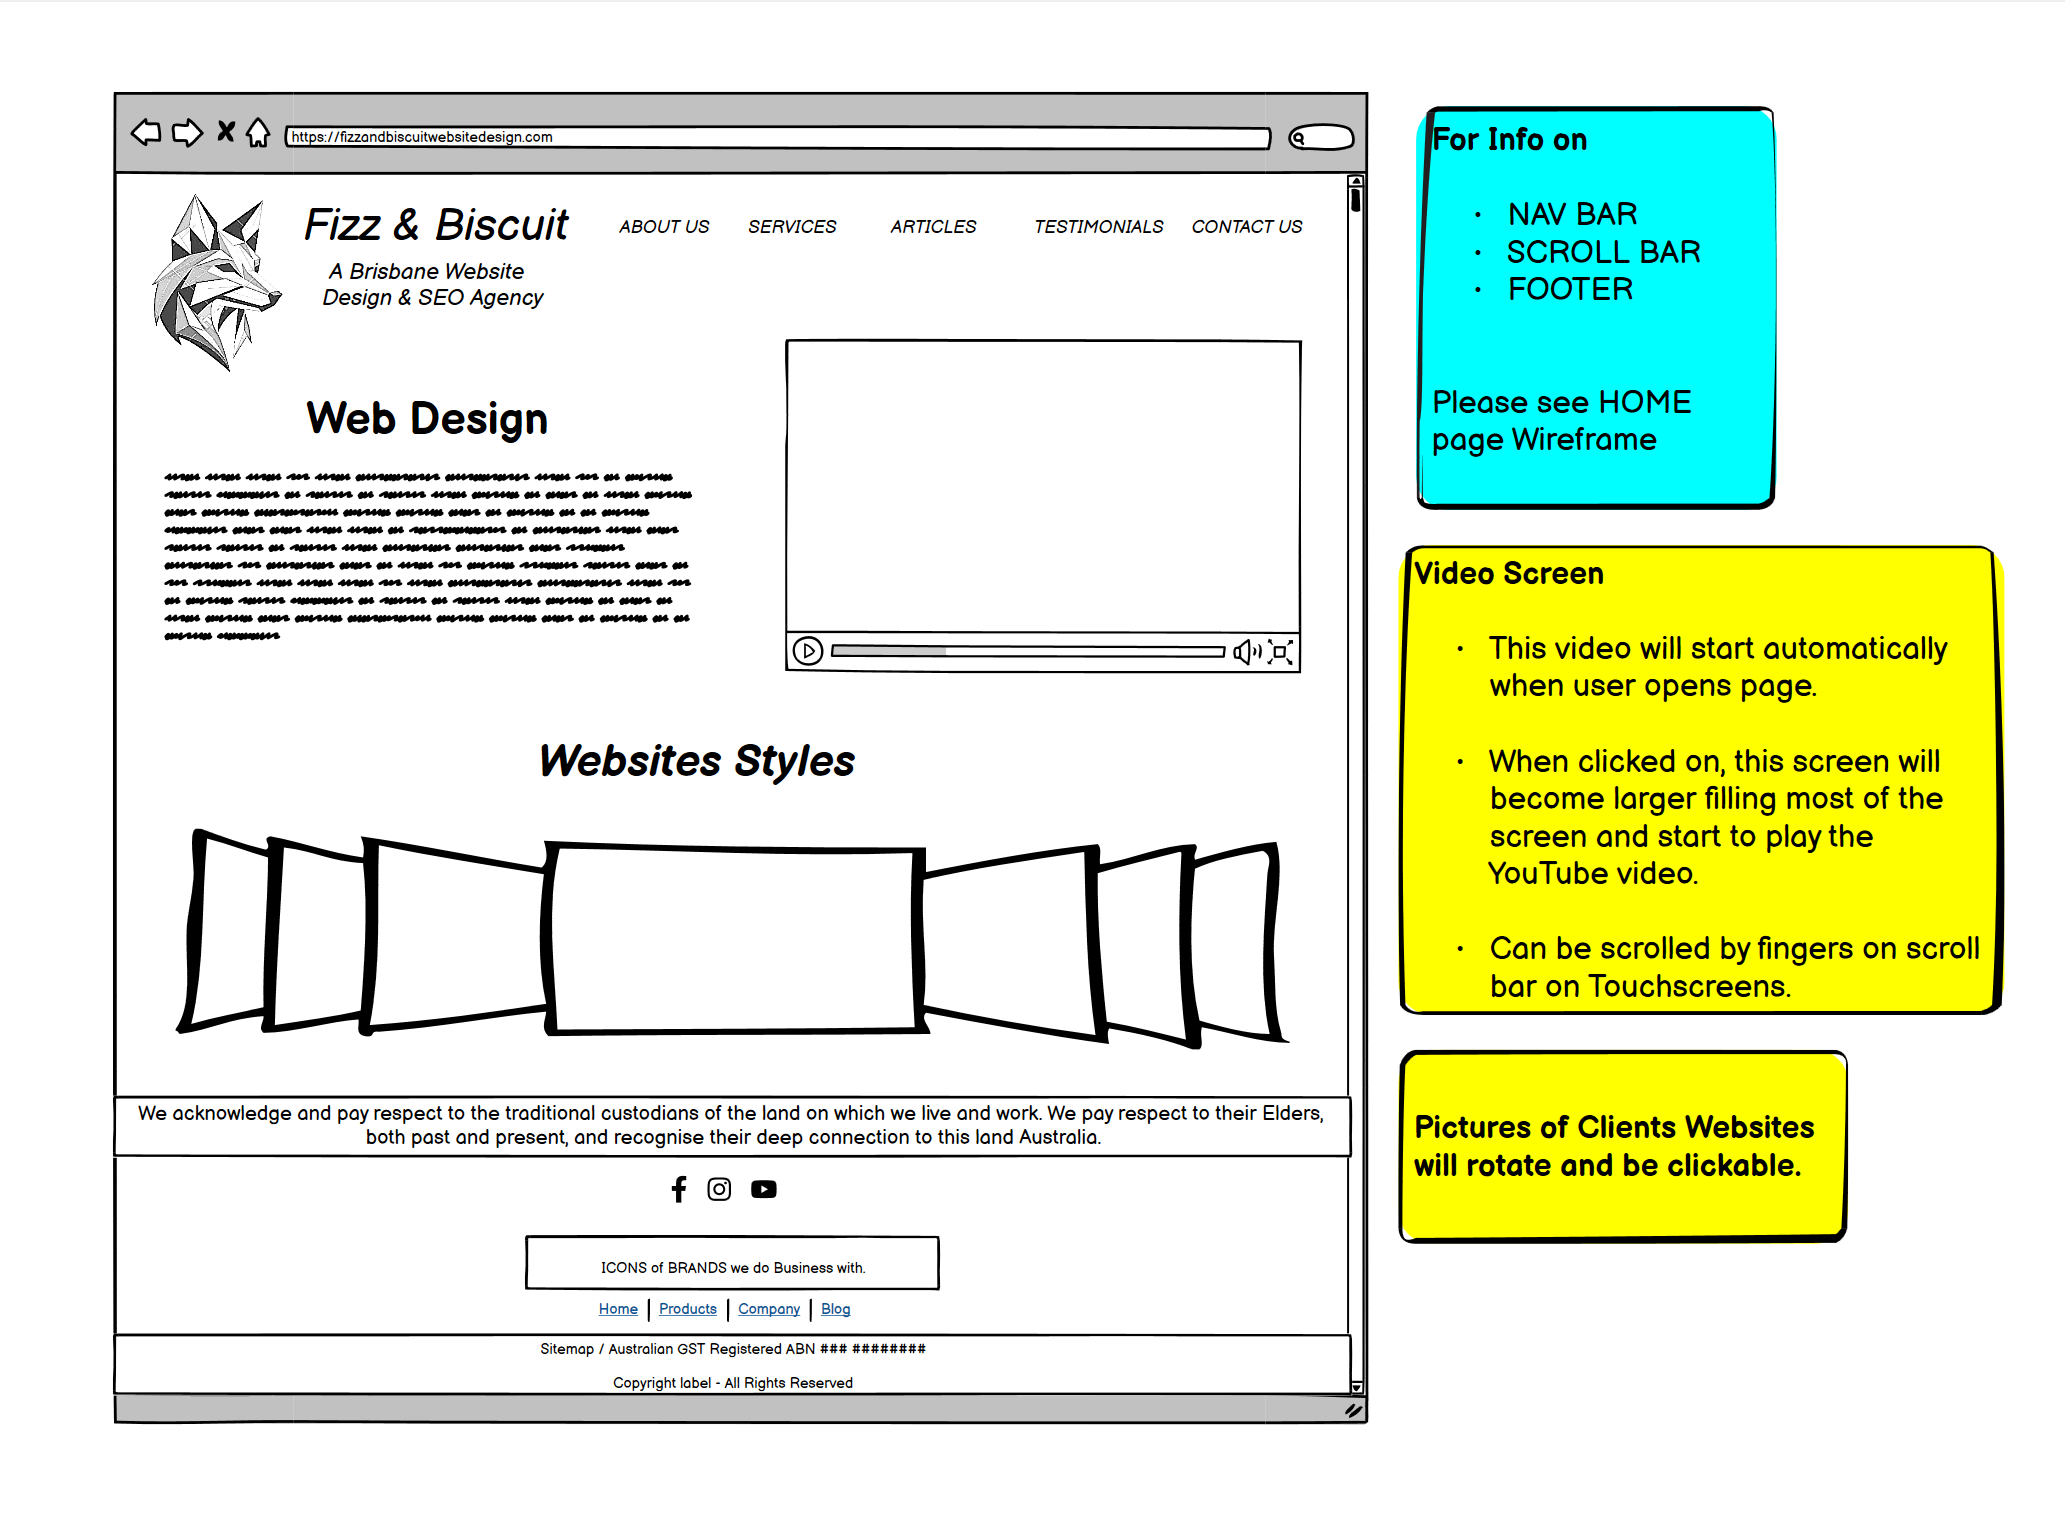 https://fizzandbiscuitwebsitedesign.com
Fizz & Biscuit
A Brisbane Website
Design & SEO Agency
ABOUT US
SERVICES
ARTICLES
TESTIMONIALS
CONTACT US
Web Design
Websites Styles
We acknowledge and pay respect to the traditional custodians of the land on which we live and work. We pay respect to their Elders,
both past and present, and recognise their deep connection to this land Australia.
ICONS of BRANDS we do Business with.
Home | Products | Company | Blog
Sitemap / Australian GST Registered ABN ### ########
Copyright label - All Rights Reserved
For Info on
• NAV BAR
• SCROLL BAR
• FOOTER
Please see HOME
page Wireframe
Video Screen
• This video will start automatically
when user opens page.
• When clicked on, this screen will
become larger filling most of the
screen and start to play the
YouTube video.
• Can be scrolled by fingers on scroll
bar on Touchscreens.
Pictures of Clients Websites
will rotate and be clickable.